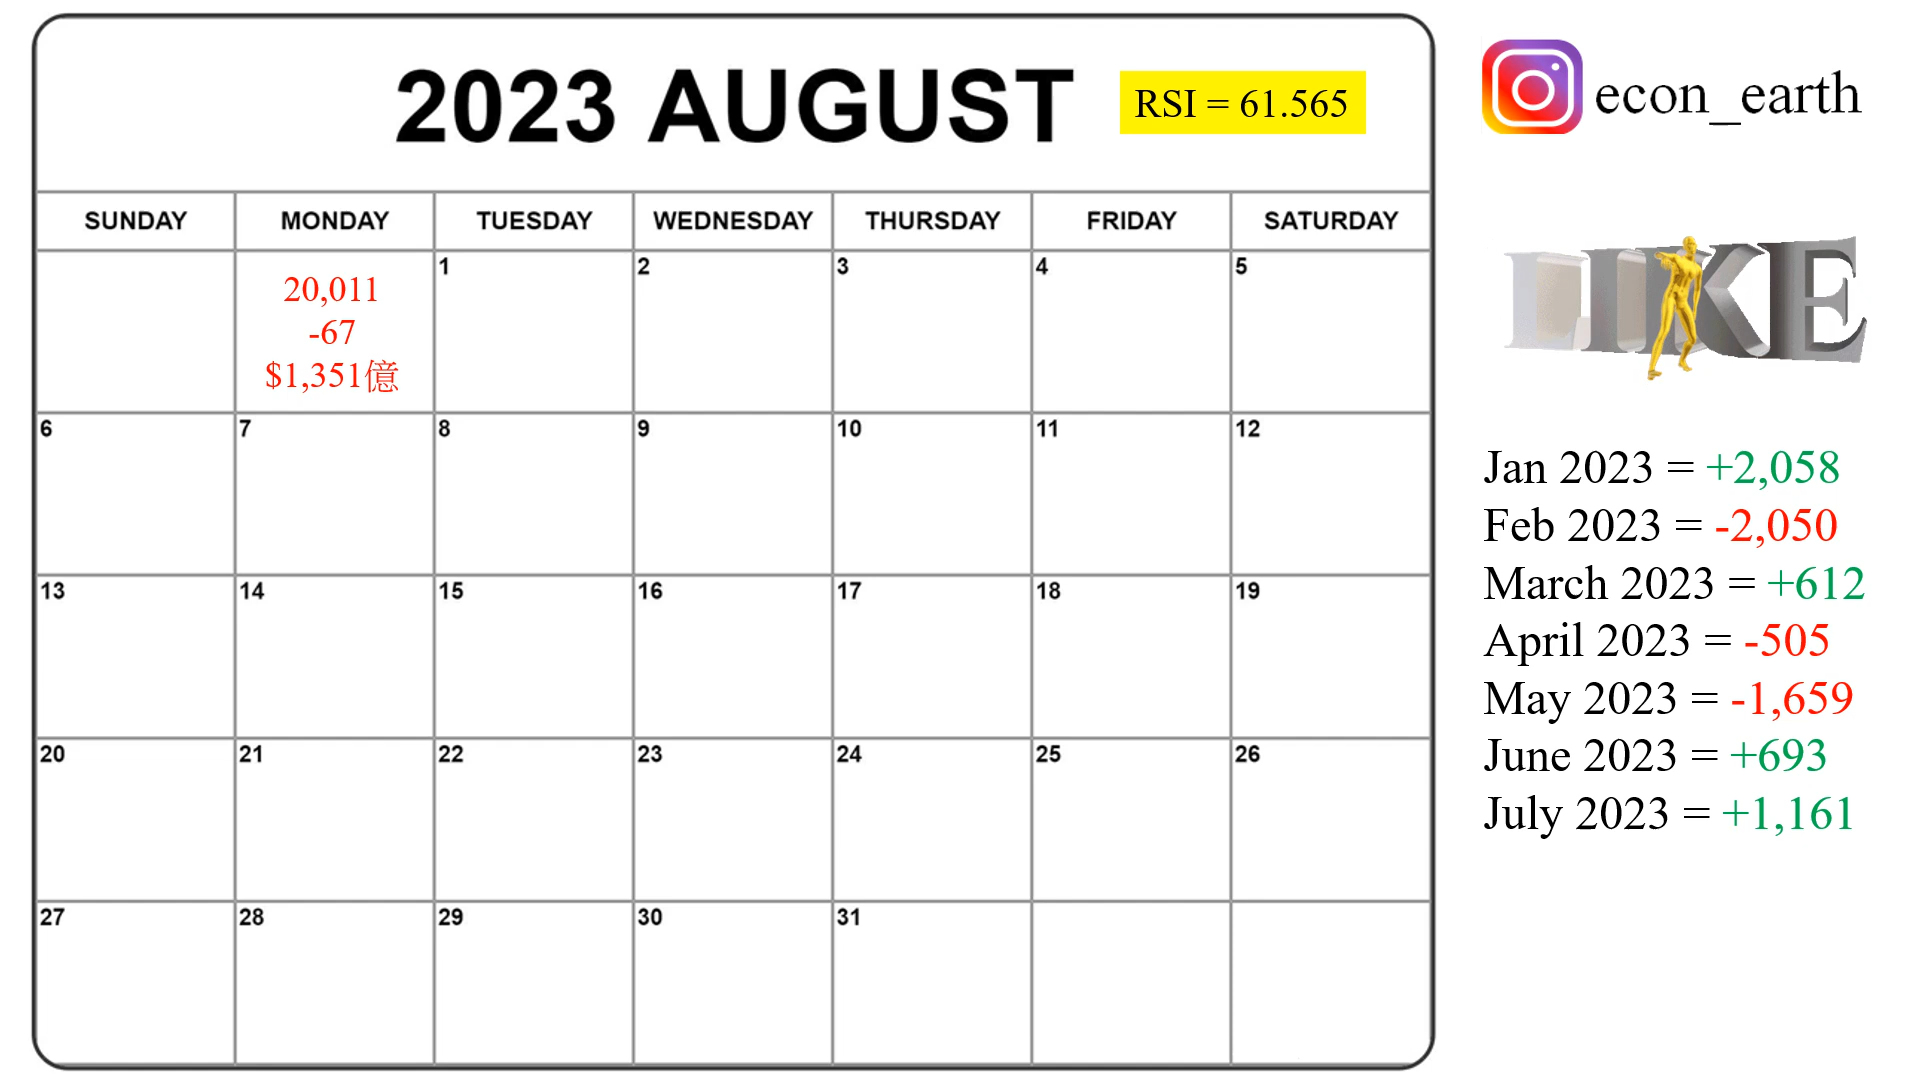 2023 AUGUST
RSI = 61.565
econ_earth
SUNDAY MONDAY TUESDAY WEDNESDAY THURSDAY FRIDAY SATURDAY
20,011
-67
$1,351億
1 2 3 4 5
6 7 8 9 10 11 12
13 14 15 16 17 18 19
20 21 22 23 24 25 26
27 28 29 30 31
LIKE
Jan 2023 = +2,058
Feb 2023 = -2,050
March 2023 = +612
April 2023 = -505
May 2023 = -1,659
June 2023 = +693
July 2023 = +1,161